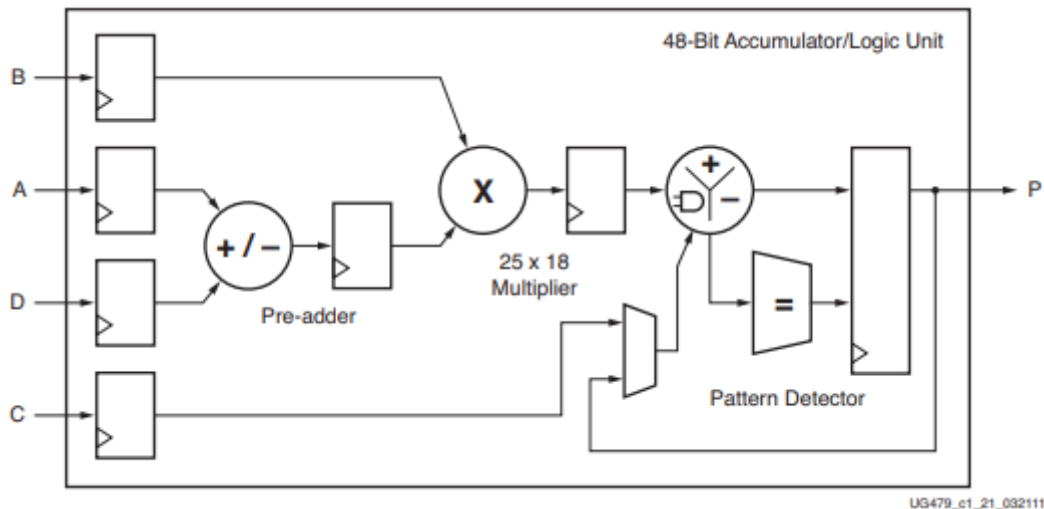 48-Bit Accumulator/Logic Unit
B
A
+
X
–
P
+ / –
25 x 18
Multiplier
D
Pre-adder
=
C
Pattern Detector
UG479_c1_21_032111